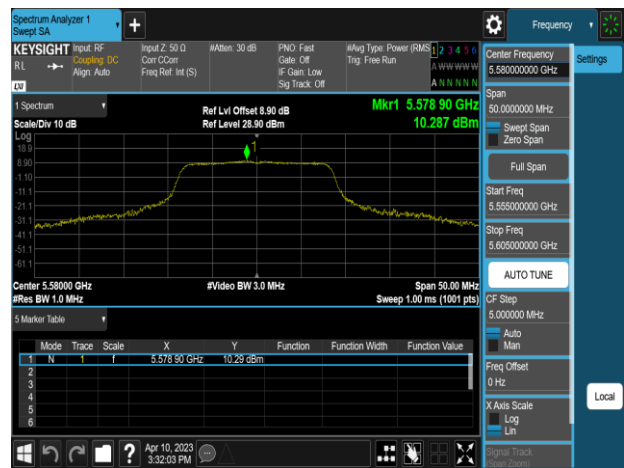 Spectrum Analyzer 1
Swept SA
+
Frequency
KEYSIGHT
RL
LXI
Input: RF
Coupling: DC
Align: Auto
Input Z: 50 Ω
Corr CCorr
Freq Ref: Int (S)
#Atten: 30 dB
PNO: Fast
Gate: Off
IF Gain: Low
Sig Track: Off
#Avg Type: Power (RMS
Trig: Free Run
1 2 3 4 5 6
A WW WW W
A N N N N N
1 Spectrum
Scale/Div 10 dB
Ref Lvl Offset 8.90 dB
Ref Level 28.90 dBm
Mkr1 5.578 90 GHz
10.287 dBm
Log
18.9
8.90
-1.10
-11.1
-21.1
-31.1
-41.1
-51.1
-61.1
1
Center 5.58000 GHz
#Res BW 1.0 MHz
#Video BW 3.0 MHz
Span 50.00 MHz
Sweep 1.00 ms (1001 pts)
5 Marker Table
Mode Trace Scale X Y Function Function Width Function Value
1 N 1 f 5.578 90 GHz 10.29 dBm
2
3
4
5
6
Center Frequency
5.580000000 GHz
Settings
Span
50.0000000 MHz
Swept Span
Zero Span
Full Span
Start Freq
5.555000000 GHz
Stop Freq
5.605000000 GHz
AUTO TUNE
CF Step
5.000000 MHz
Auto
Man
Freq Offset
0 Hz
X Axis Scale
Log
Lin
Local
Signal Track
(Span Zoom)
?
Apr 10, 2023
3:32:03 PM